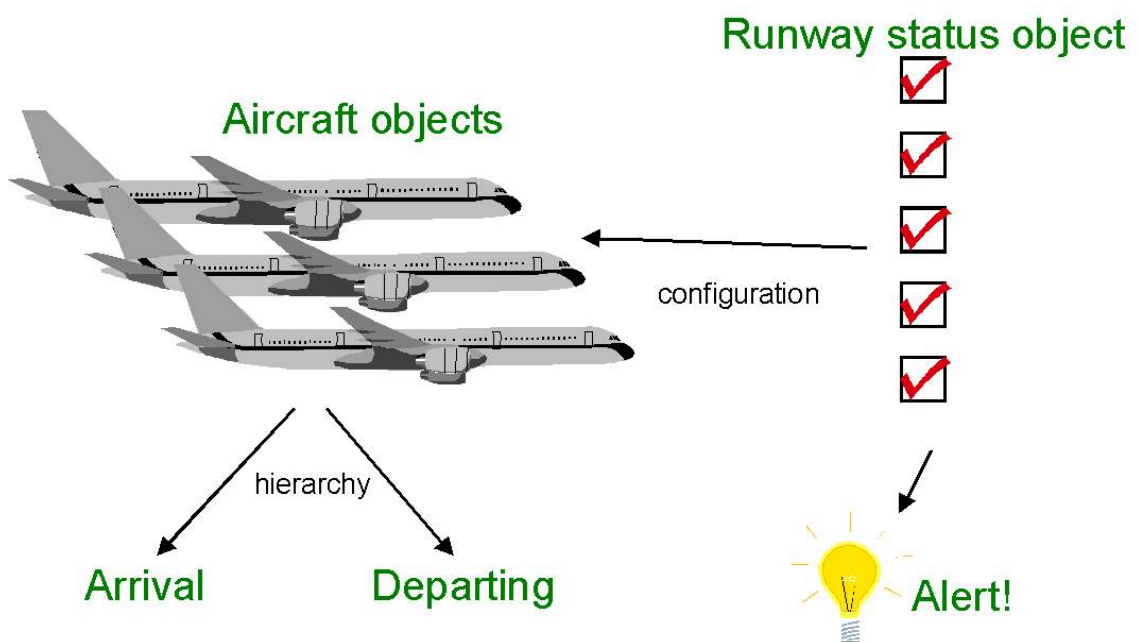 Runway status object
Aircraft objects
configuration
hierarchy
Arrival
Departing
Alert!